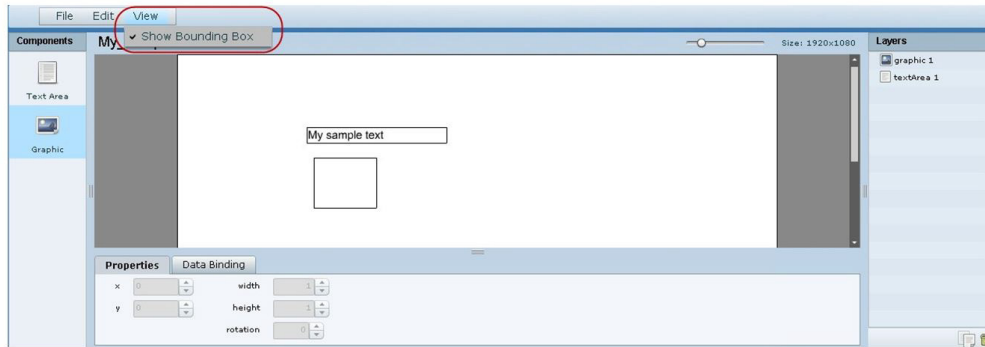 File Edit View
✔ Show Bounding Box
Components
My_
Size: 1920x1080
Layers
Text Area
Graphic
graphic 1
textArea 1
My sample text
Properties Data Binding
x 0 width 1
y 0 height 1
rotation 0